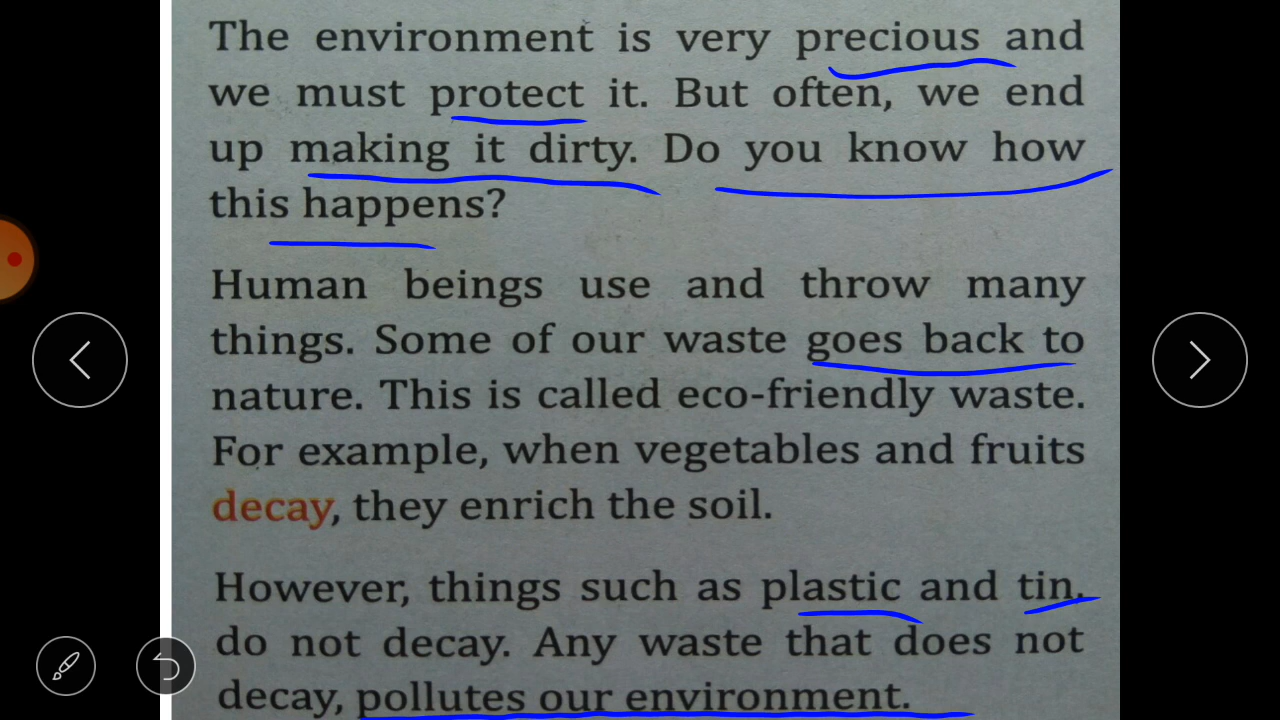 The environment is very precious and
we must protect it. But often, we end
up making it dirty. Do you know how
this happens?
Human beings use and throw many
things. Some of our waste goes back to
nature. This is called eco-friendly waste.
For example, when vegetables and fruits
decay, they enrich the soil.
However, things such as plastic and tin,
do not decay. Any waste that does not
decay, pollutes our environment.